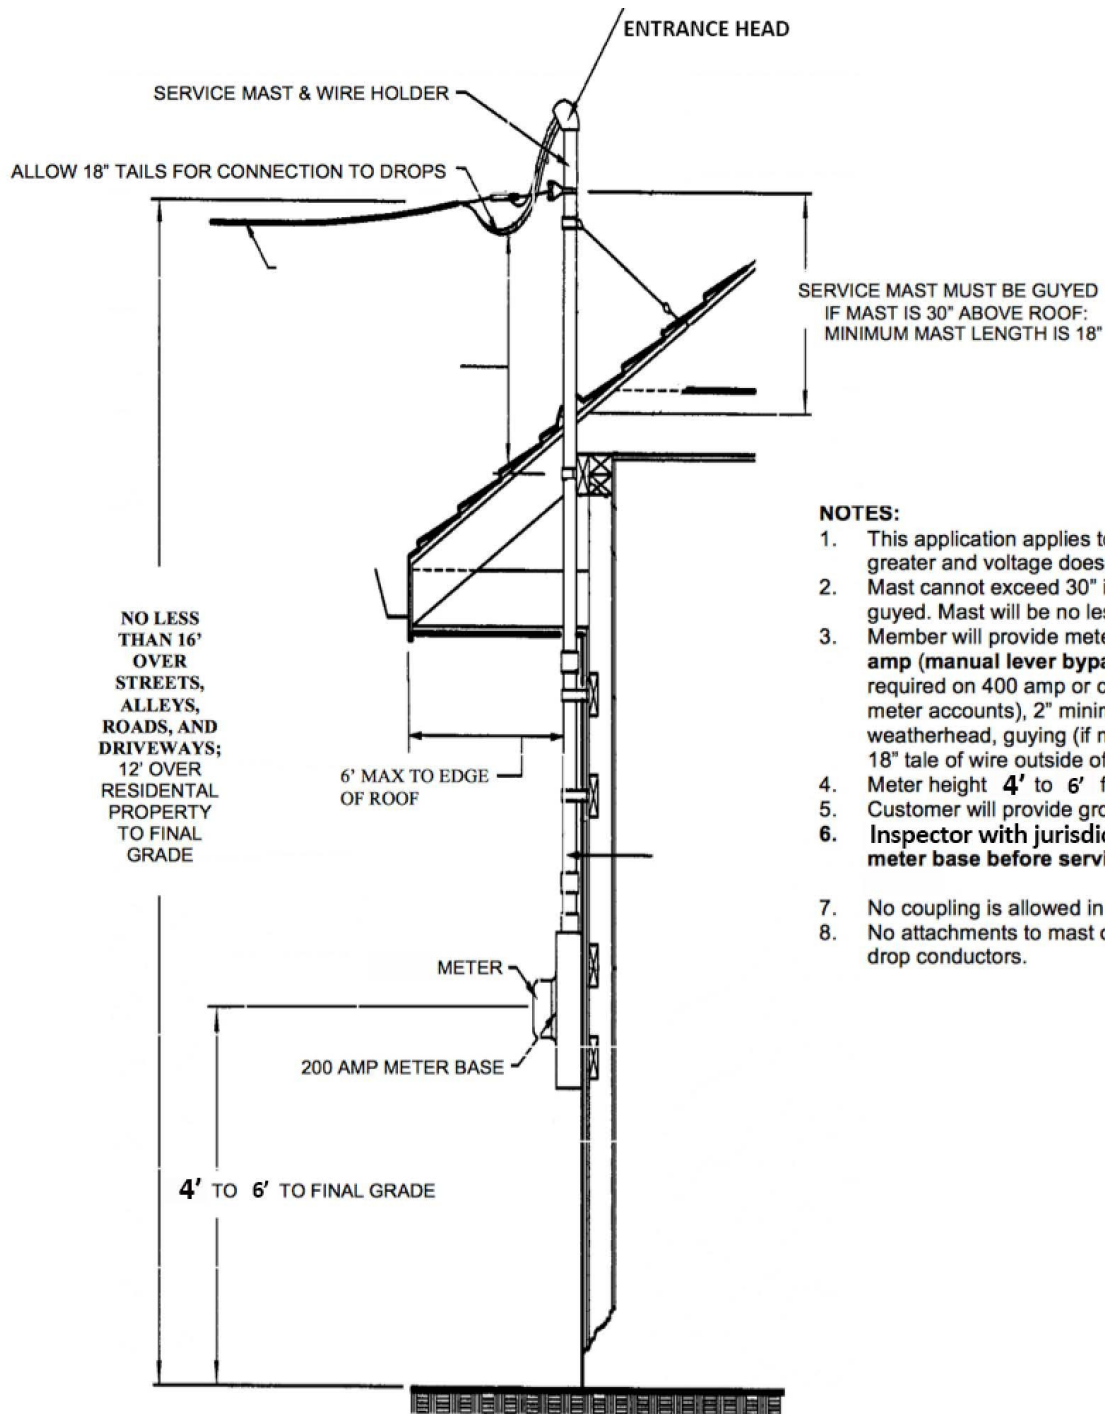 ENTRANCE HEAD
SERVICE MAST & WIRE HOLDER
ALLOW 18" TAILS FOR CONNECTION TO DROPS
SERVICE MAST MUST BE GUYED
IF MAST IS 30" ABOVE ROOF:
MINIMUM MAST LENGTH IS 18"
NO LESS
THAN 16'
OVER
STREETS,
ALLEYS,
ROADS, AND
DRIVEWAYS;
12' OVER
RESIDENTAL
PROPERTY
TO FINAL
GRADE
6' MAX TO EDGE
OF ROOF
METER
200 AMP METER BASE
4' TO 6' TO FINAL GRADE
NOTES:
1. This application applies to
greater and voltage does
2. Mast cannot exceed 30"
guyed. Mast will be no les
3. Member will provide mete
amp (manual lever bypa
required on 400 amp or
meter accounts), 2" minir
weatherhead, guying (if
18" tale of wire outside of
4. Meter height 4' to 6' f
5. Customer will provide gro
6. Inspector with jurisdic
meter base before servi
7. No coupling is allowed in
8. No attachments to mast
drop conductors.